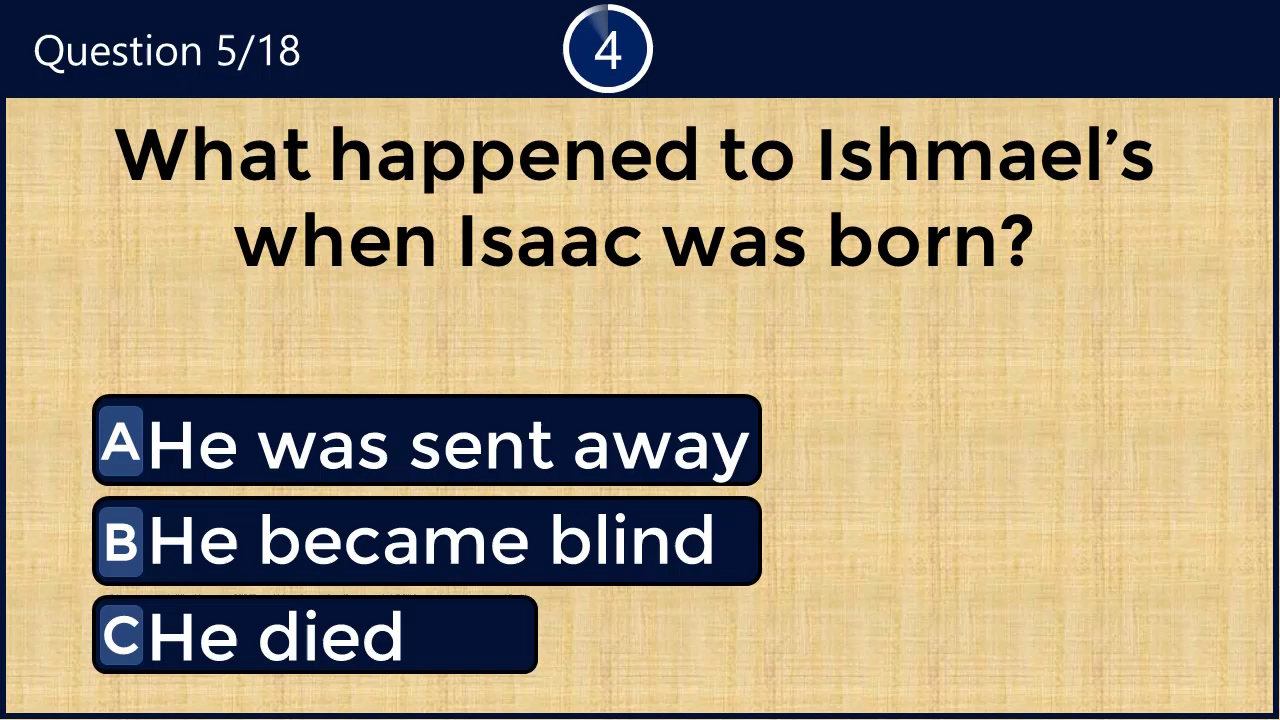 Question 5/18
4
What happened to Ishmael’s
when Isaac was born?
A He was sent away
B He became blind
C He died